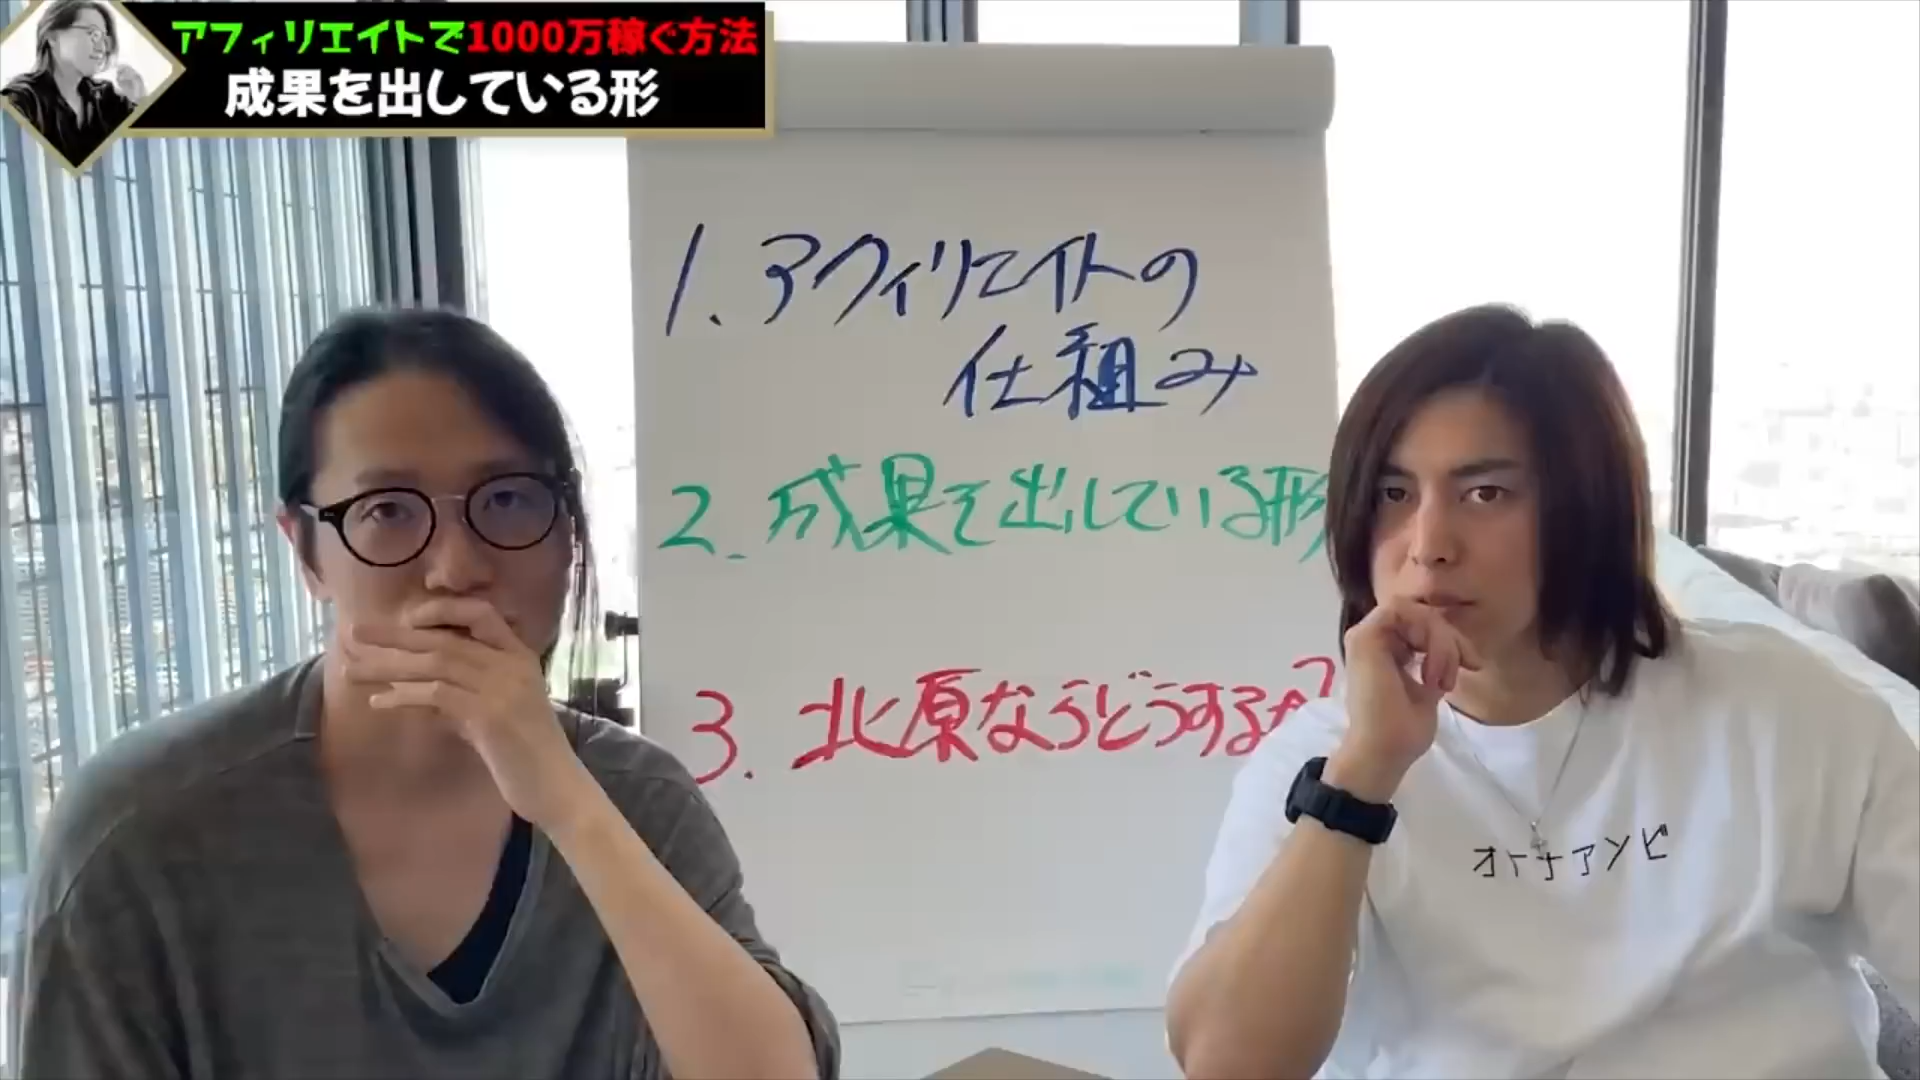 アフィリエイトで1000万稼ぐ方法
成果を出している形
1. アフィリエイトの
仕組み
2. 成果を出している形
3. 北原ならどうするか?
オトナアソビ